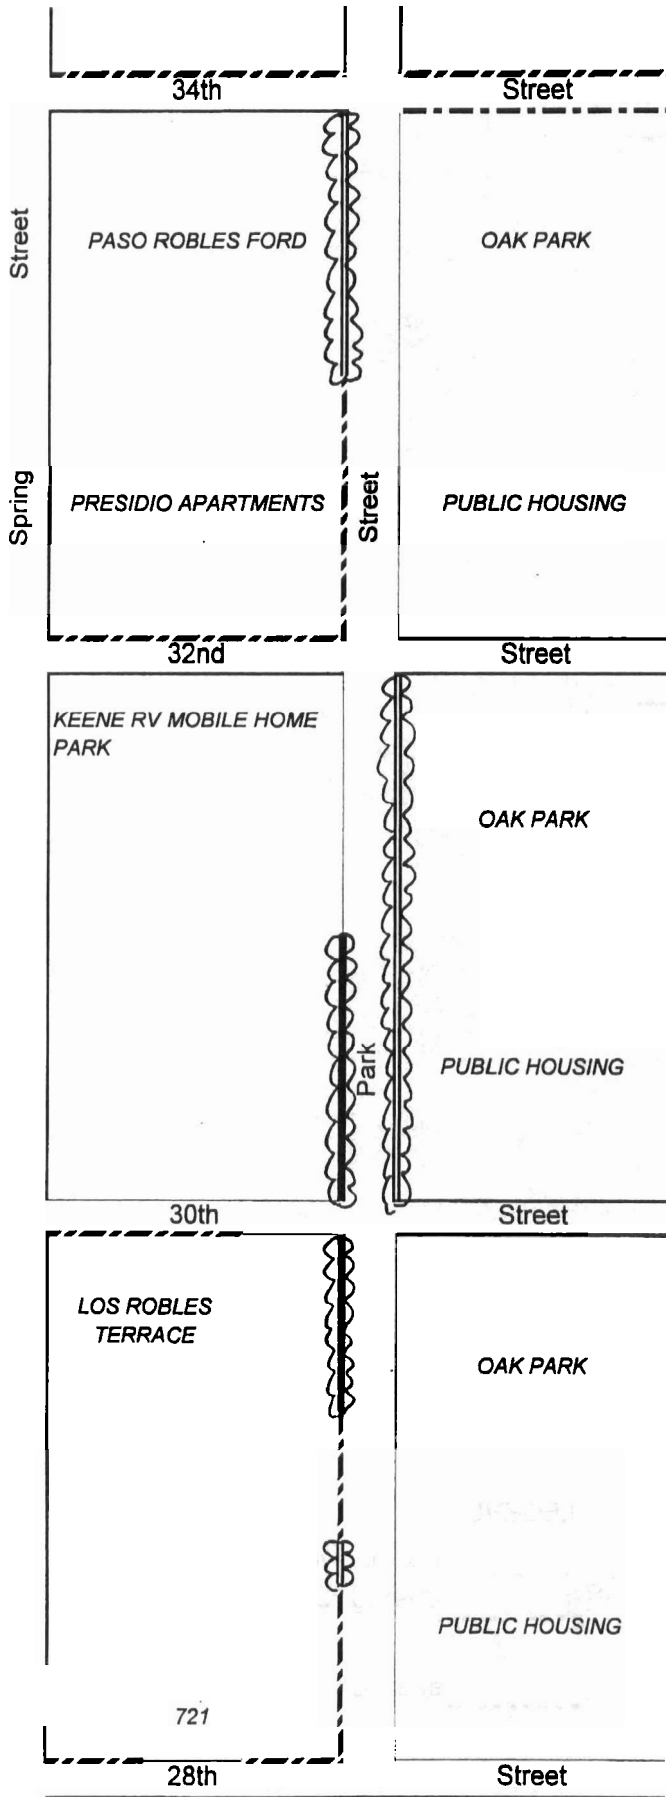 34th Street
Street
PASO ROBLES FORD
OAK PARK
Spring
PRESIDIO APARTMENTS
Street
PUBLIC HOUSING
32nd Street
KEENE RV MOBILE HOME
PARK
OAK PARK
Park
PUBLIC HOUSING
30th Street
LOS ROBLES
TERRACE
OAK PARK
PUBLIC HOUSING
721
28th Street